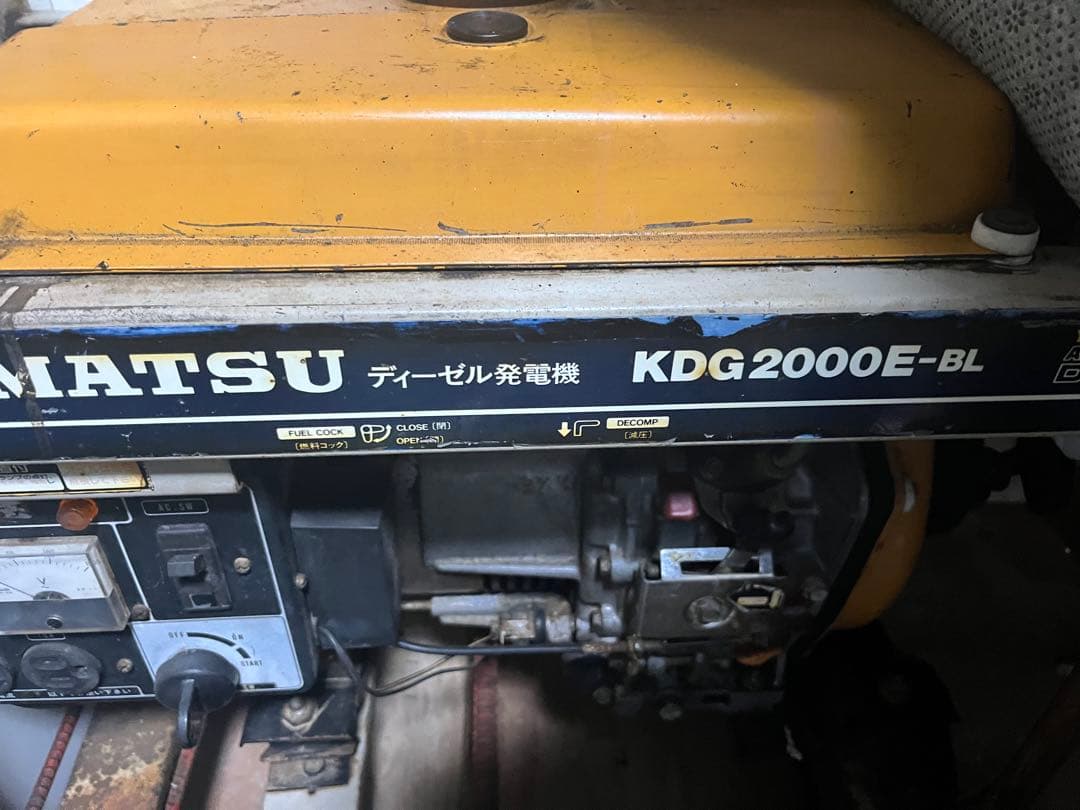 MATSU ディーゼル発電機 KDG2000E-BL
FUEL COCK CLOSE〔閉〕
〔燃料コック〕 OPEN〔開〕
DECOMP
〔減圧〕
AC.SW
V
OFF ON
START